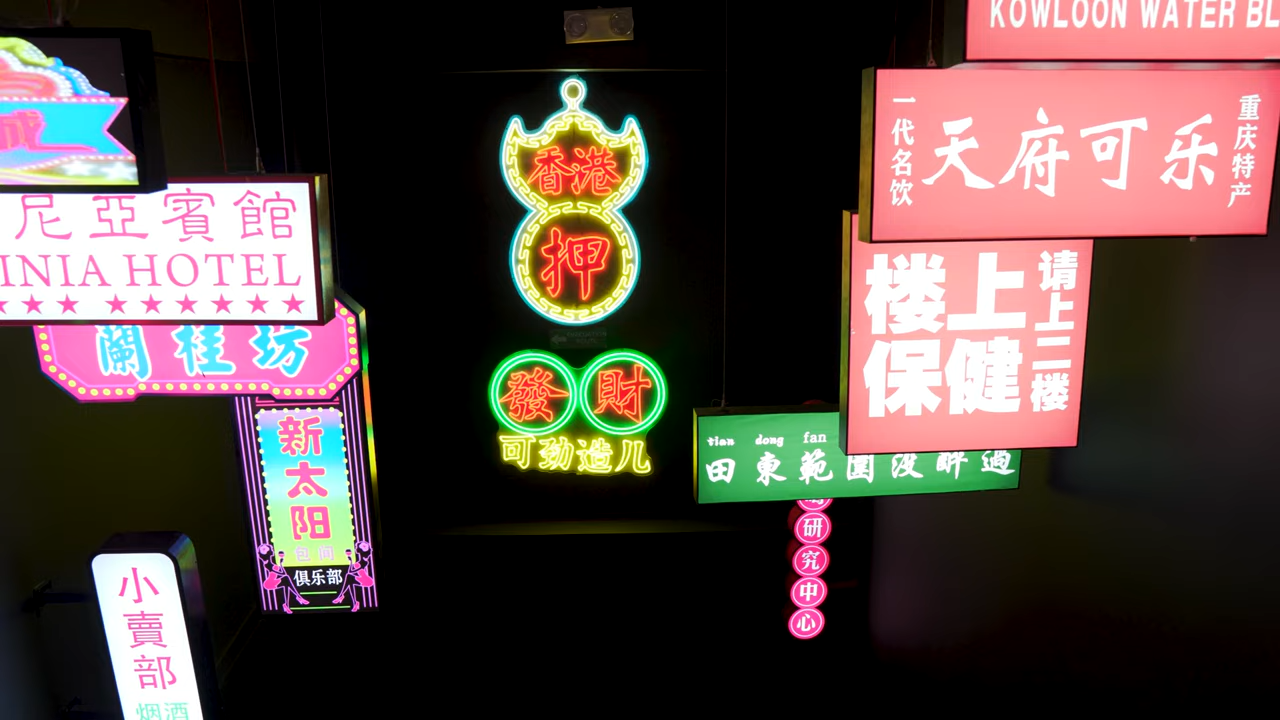 KOWLOON WATER BL
一代名饮
天府可乐
重庆特产
尼亞賓館
INIA HOTEL
蘭桂坊
新太阳
包间
俱乐部
小賣部
烟酒
香港
押
發財
可劲造儿
楼上
保健
请上二楼
tian dong fan
田東範圍没醉過
研究中心